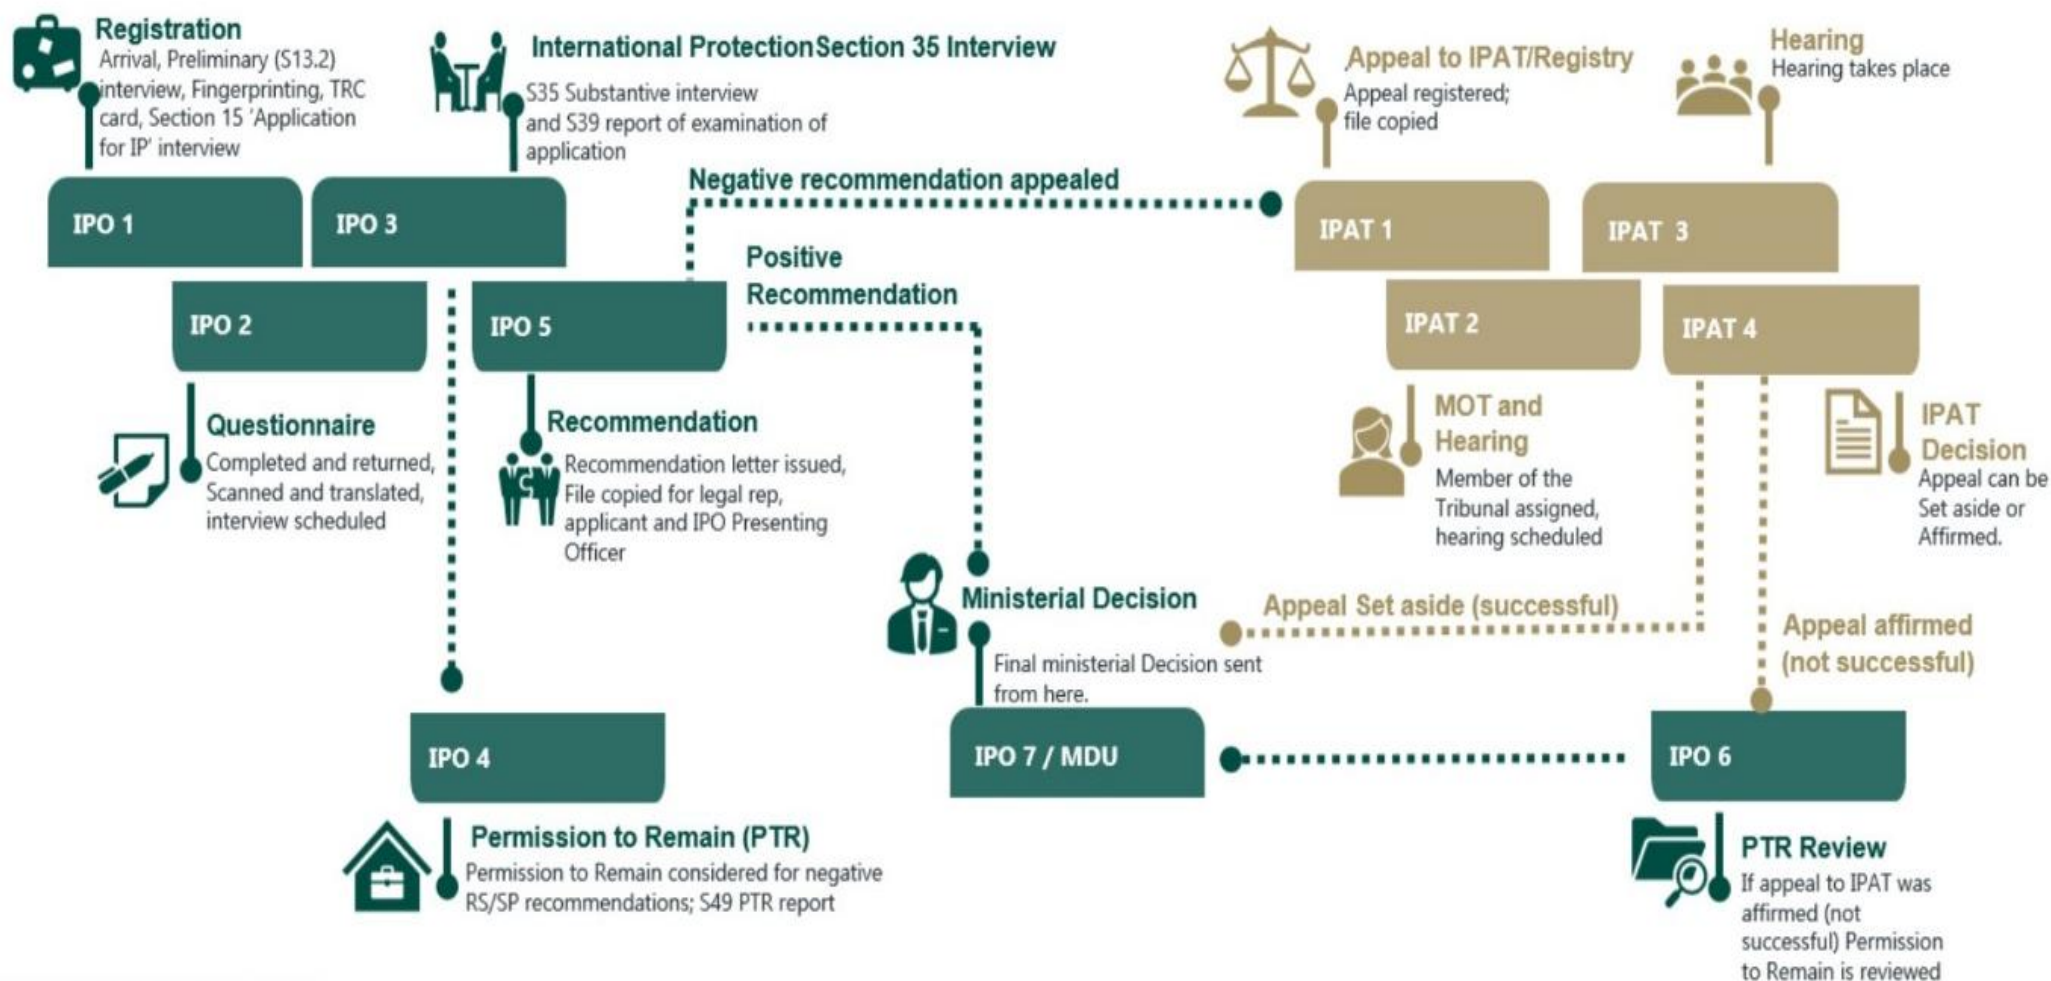 Registration
Arrival, Preliminary (S13.2)
interview, Fingerprinting, TRC
card, Section 15 'Application
for IP' interview
International ProtectionSection 35 Interview
S35 Substantive interview
and S39 report of examination of
application
Appeal to IPAT/Registry
Appeal registered;
file copied
Hearing
Hearing takes place
Negative recommendation appealed
IPO 1
IPO 3
IPAT 1
IPAT 3
Positive
Recommendation
IPO 2
IPO 5
IPAT 2
IPAT 4
Questionnaire
Completed and returned,
Scanned and translated,
interview scheduled
Recommendation
Recommendation letter issued,
File copied for legal rep,
applicant and IPO Presenting
Officer
MOT and
Hearing
Member of the
Tribunal assigned,
hearing scheduled
IPAT
Decision
Appeal can be
Set aside or
Affirmed.
Ministerial Decision
Final ministerial Decision sent
from here.
Appeal Set aside (successful)
Appeal affirmed
(not successful)
IPO 4
IPO 7 / MDU
IPO 6
Permission to Remain (PTR)
Permission to Remain considered for negative
RS/SP recommendations; S49 PTR report
PTR Review
If appeal to IPAT was
affirmed (not
successful) Permission
to Remain is reviewed